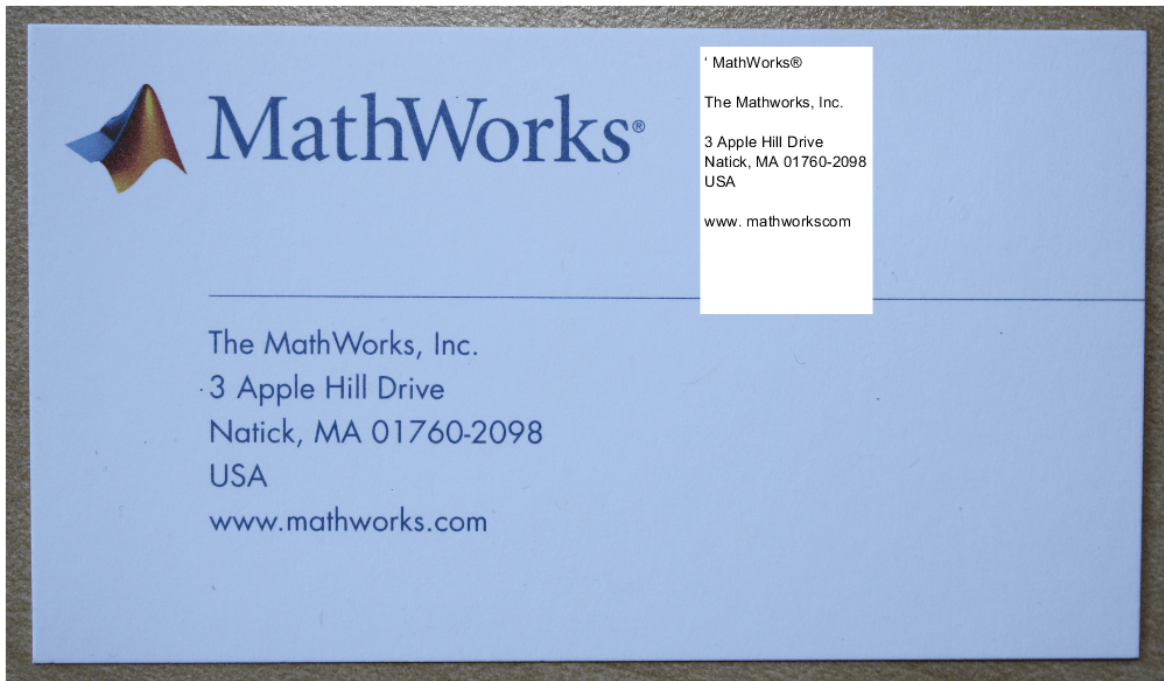 MathWorks®
The MathWorks, Inc.
3 Apple Hill Drive
Natick, MA 01760-2098
USA
www.mathworks.com
‘ MathWorks®
The Mathworks, Inc.
3 Apple Hill Drive
Natick, MA 01760-2098
USA
www. mathworkscom